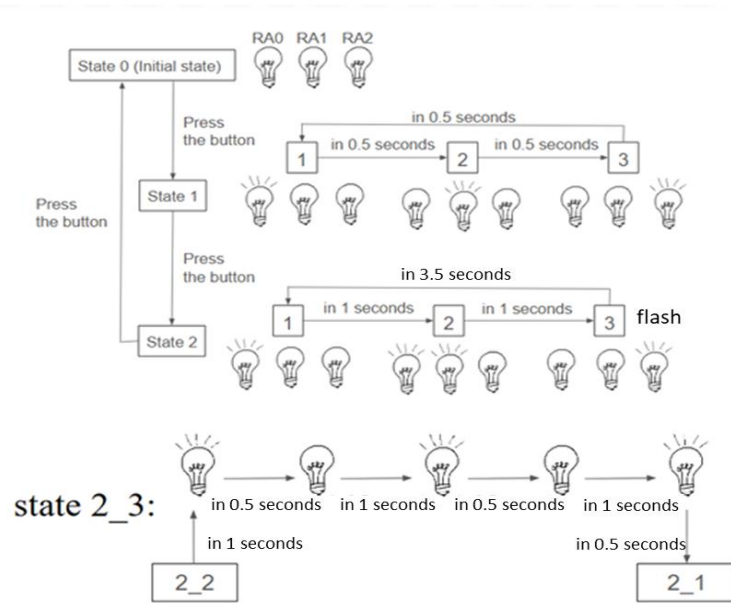 RA0 RA1 RA2
State 0 (Initial state)
Press
the button
in 0.5 seconds
1
in 0.5 seconds
2
in 0.5 seconds
3
State 1
Press
the button
Press
the button
in 3.5 seconds
1
in 1 seconds
2
in 1 seconds
3
flash
State 2
state 2_3:
in 0.5 seconds
in 1 seconds
in 0.5 seconds
in 1 seconds
in 1 seconds
in 0.5 seconds
2_2
2_1